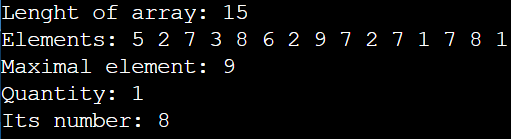 Lenght of array: 15
Elements: 5 2 7 3 8 6 2 9 7 2 7 1 7 8 1
Maximal element: 9
Quantity: 1
Its number: 8